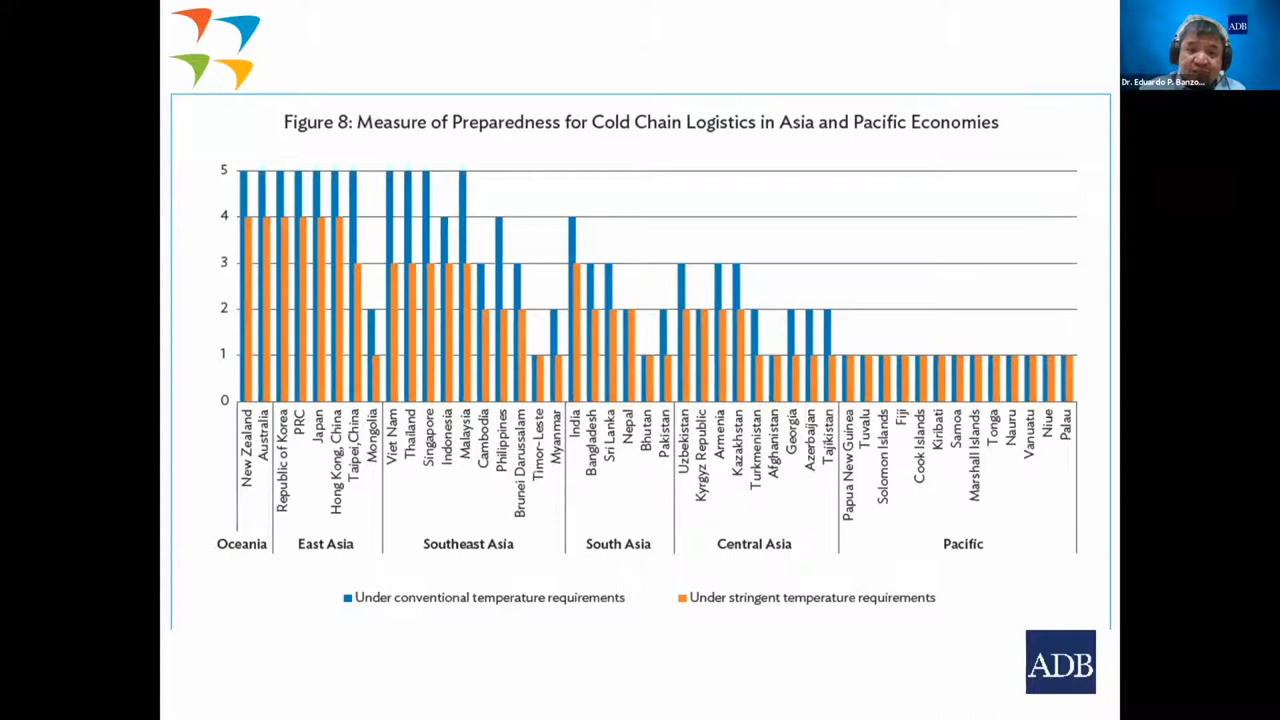 ADB
Dr. Eduardo P. Banzo...
Figure 8: Measure of Preparedness for Cold Chain Logistics in Asia and Pacific Economies
5
4
3
2
1
0
New Zealand
Australia
Republic of Korea
PRC
Japan
Hong Kong, China
Taipei,China
Mongolia
Viet Nam
Thailand
Singapore
Indonesia
Malaysia
Cambodia
Philippines
Brunei Darussalam
Timor-Leste
Myanmar
India
Bangladesh
Sri Lanka
Nepal
Bhutan
Pakistan
Uzbekistan
Kyrgyz Republic
Armenia
Kazakhstan
Turkmenistan
Afghanistan
Georgia
Azerbaijan
Tajikistan
Papua New Guinea
Tuvalu
Solomon Islands
Fiji
Cook Islands
Kiribati
Samoa
Marshall Islands
Tonga
Nauru
Vanuatu
Niue
Palau
Oceania
East Asia
Southeast Asia
South Asia
Central Asia
Pacific
Under conventional temperature requirements
Under stringent temperature requirements
ADB